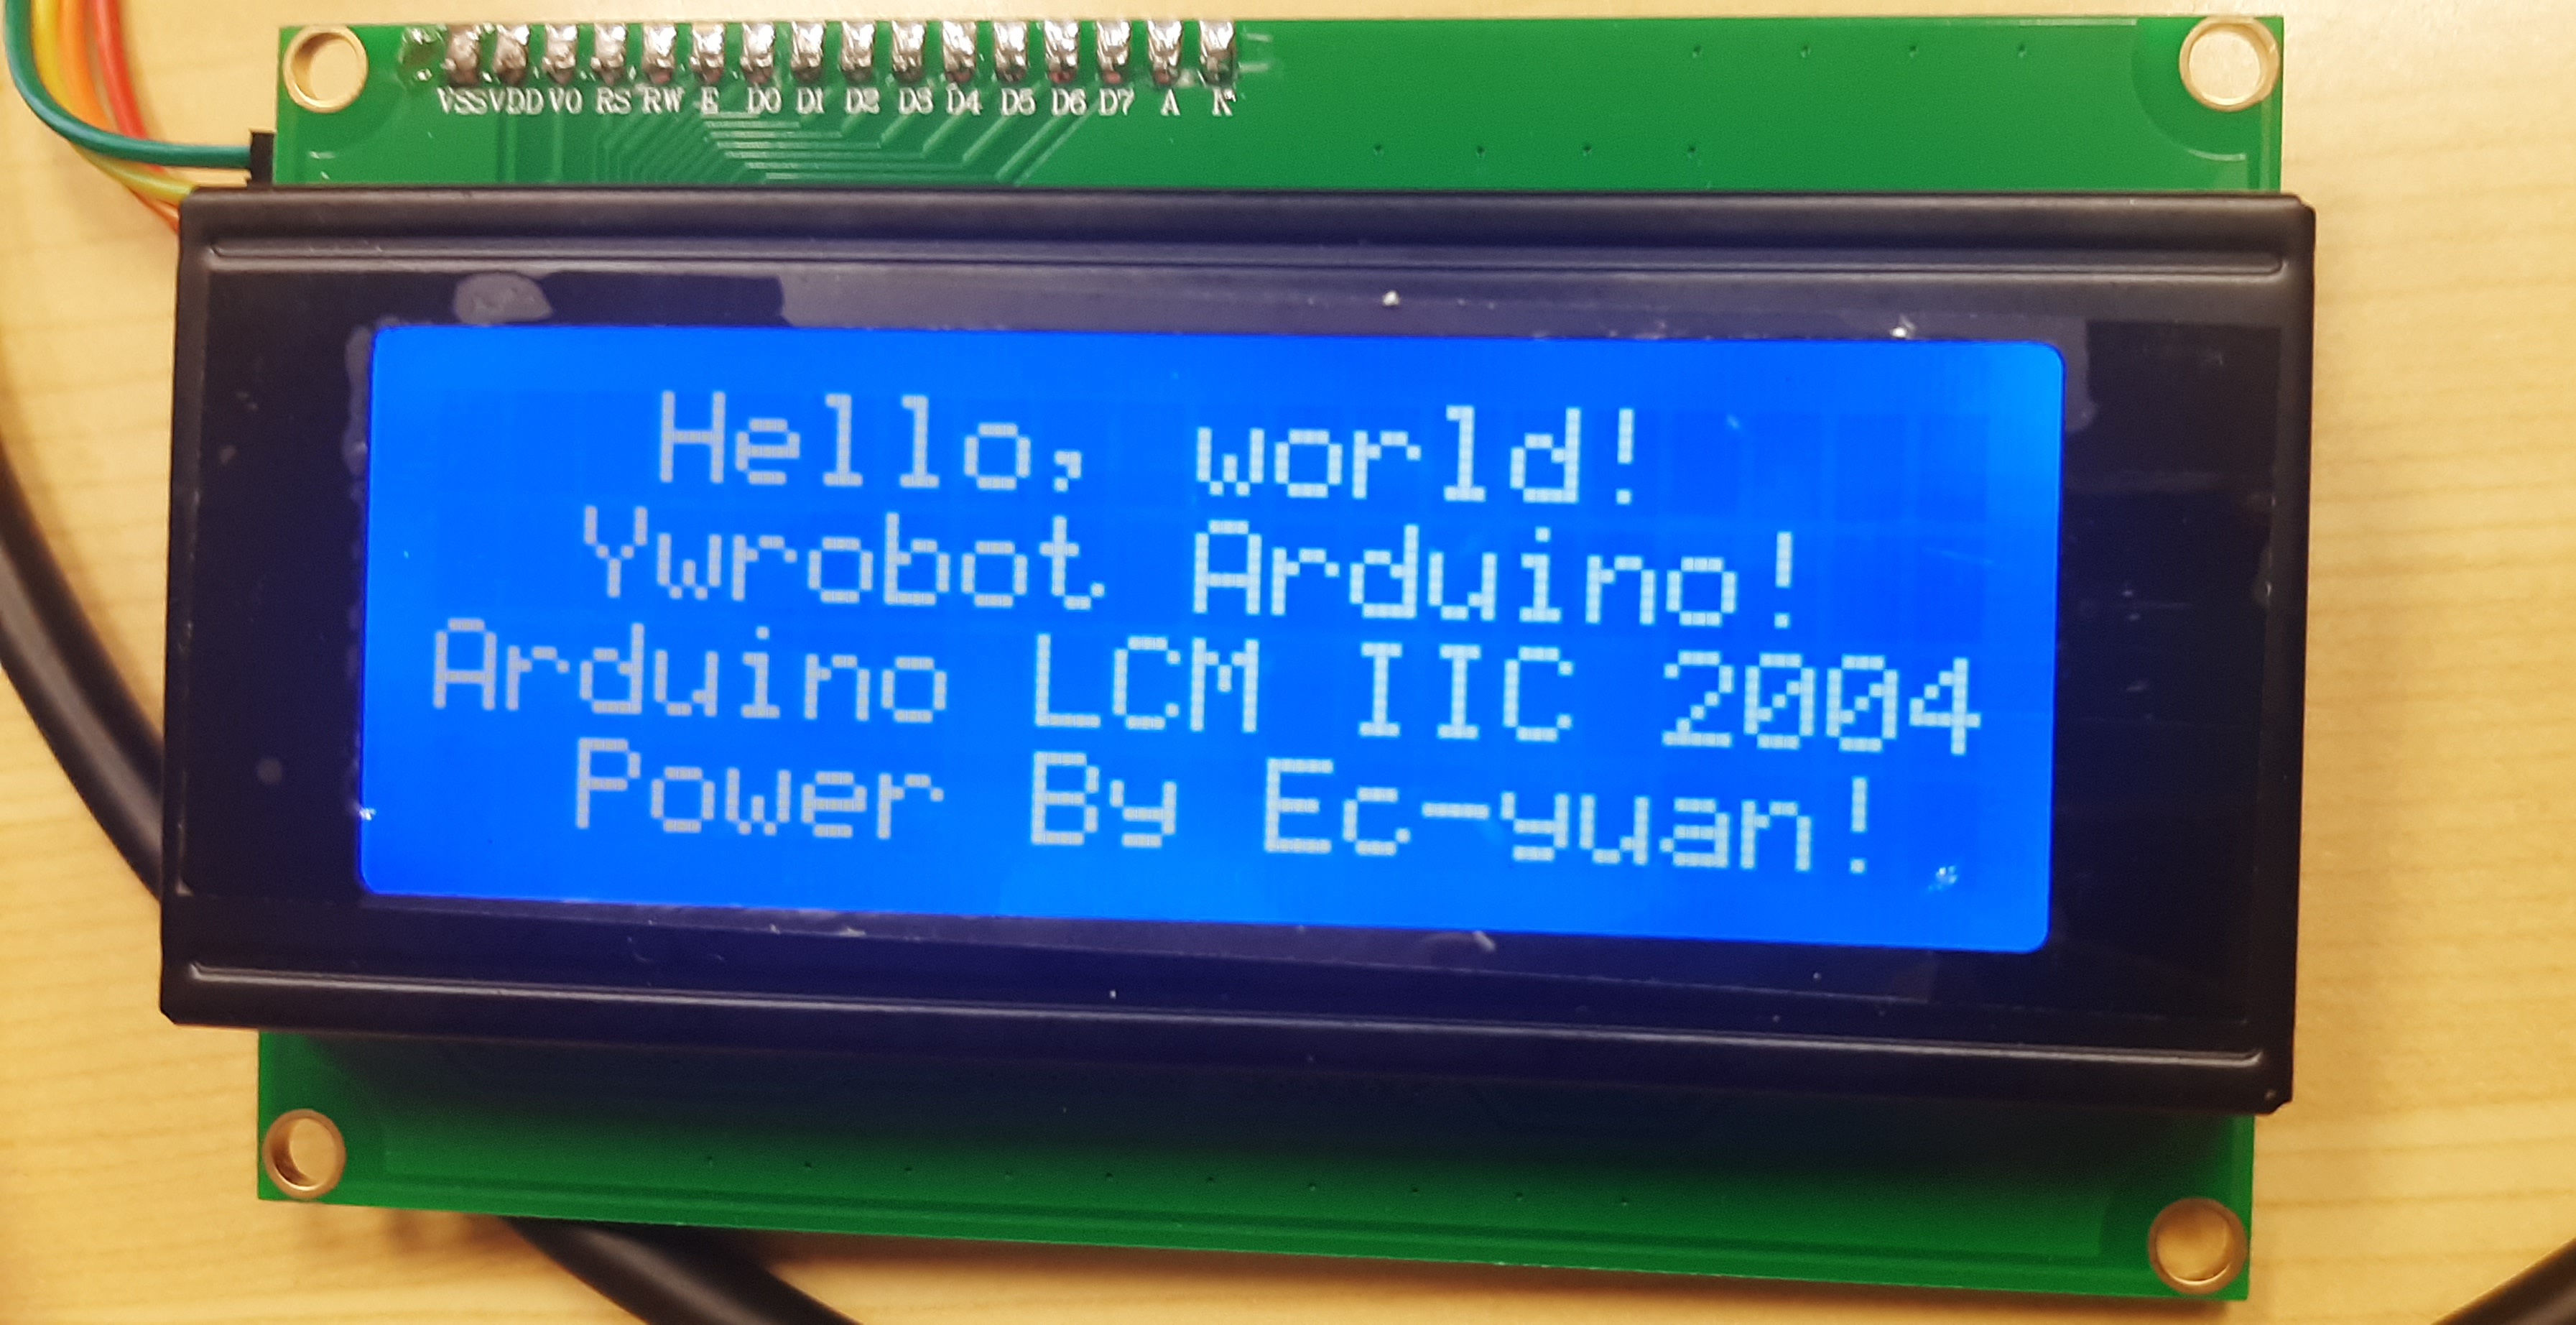 VSS VDD V0 RS RW E D0 D1 D2 D3 D4 D5 D6 D7 A K
Hello, world!
Ywrobot Arduino!
Arduino LCM IIC 2004
Power By Ec-yuan!